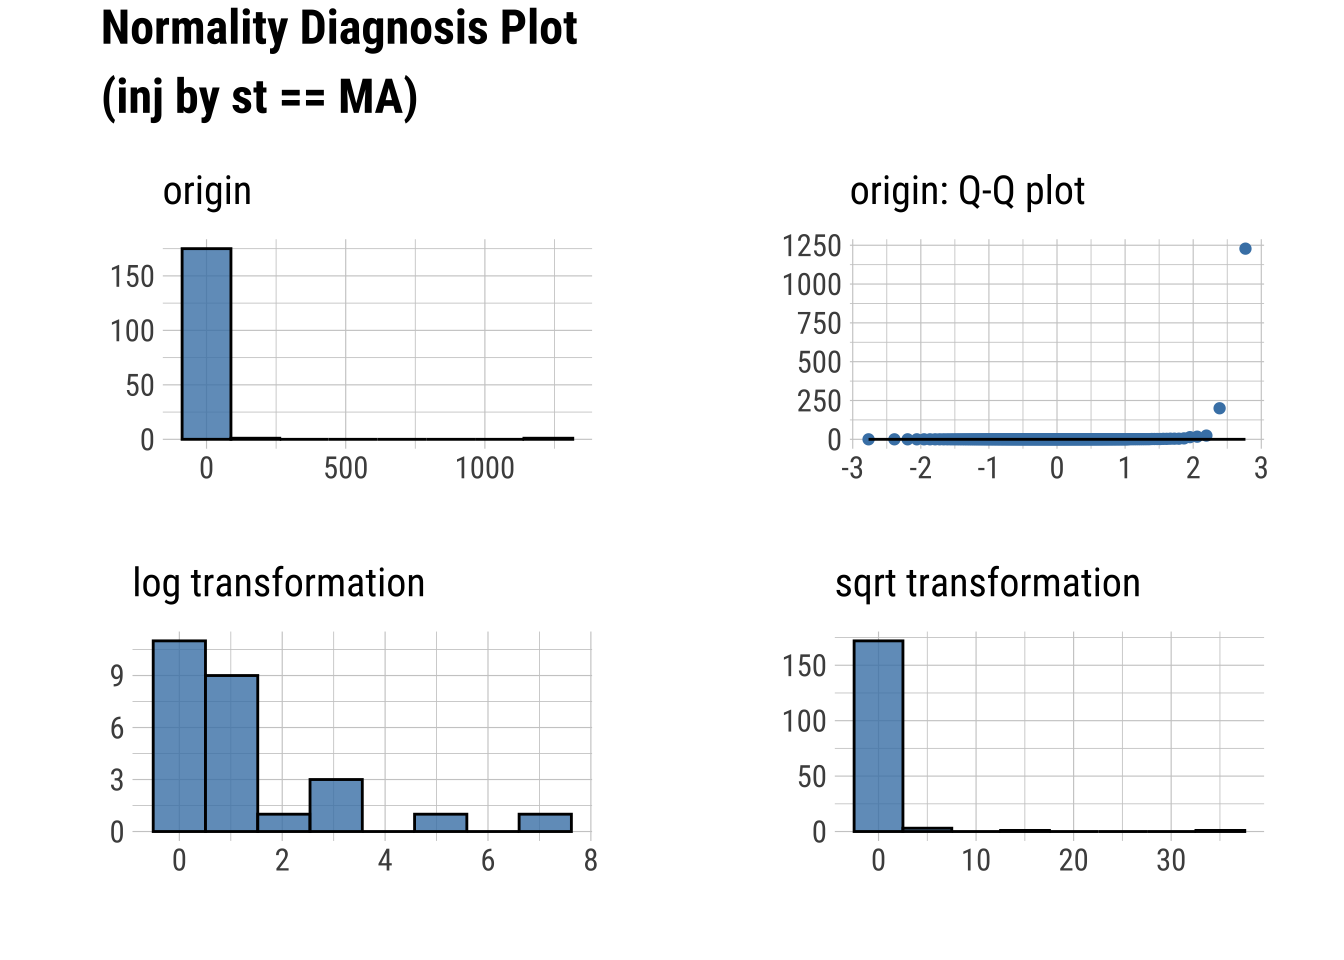 Normality Diagnosis Plot
(inj by st == MA)
origin
150
100
50
0
0 500 1000
origin: Q-Q plot
1250
1000
750
500
250
0
-3 -2 -1 0 1 2 3
log transformation
9
6
3
0
0 2 4 6 8
sqrt transformation
150
100
50
0
0 10 20 30